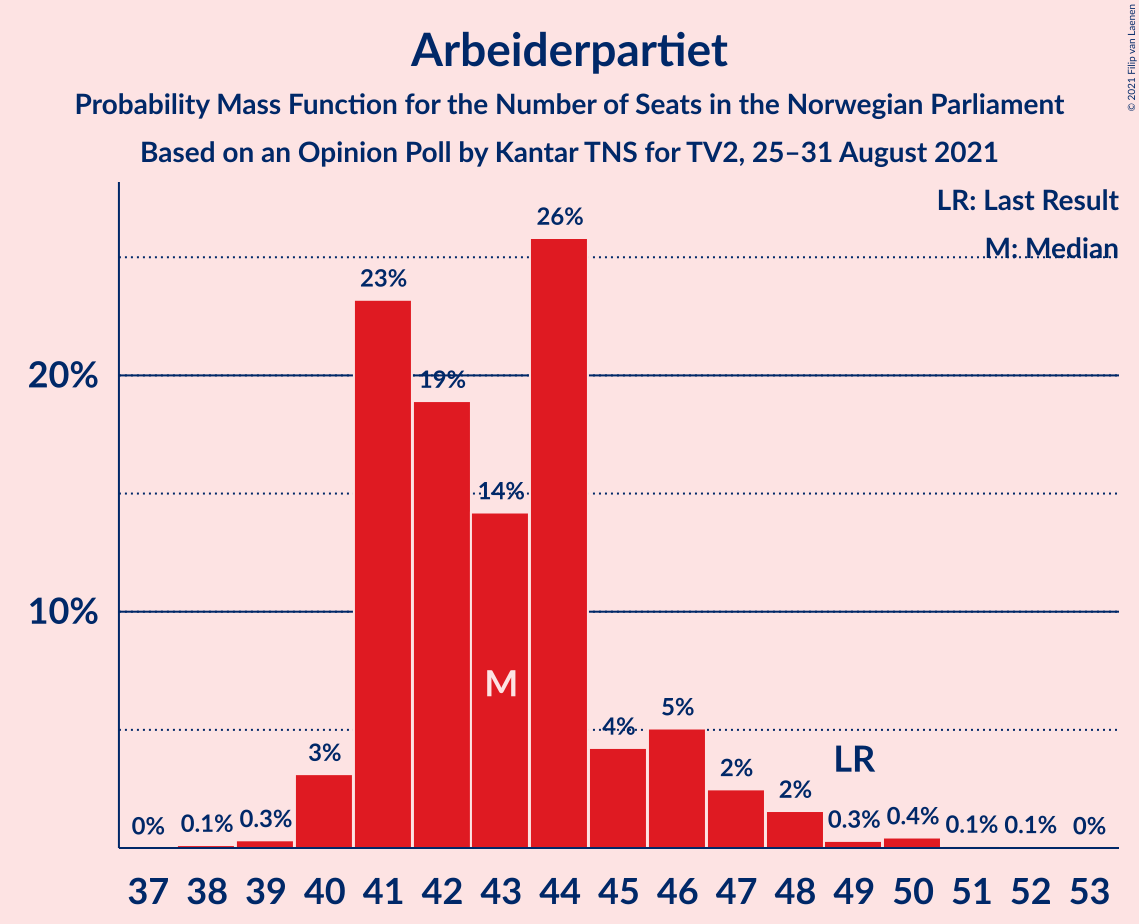 Arbeiderpartiet
Probability Mass Function for the Number of Seats in the Norwegian Parliament
Based on an Opinion Poll by Kantar TNS for TV2, 25–31 August 2021
© 2021 Filip van Laenen
LR: Last Result
M: Median
20%
10%
0%
0.1%
0.3%
3%
23%
19%
14%
26%
4%
5%
2%
2%
0.3%
0.4%
0.1%
0.1%
0%
M
LR
37 38 39 40 41 42 43 44 45 46 47 48 49 50 51 52 53